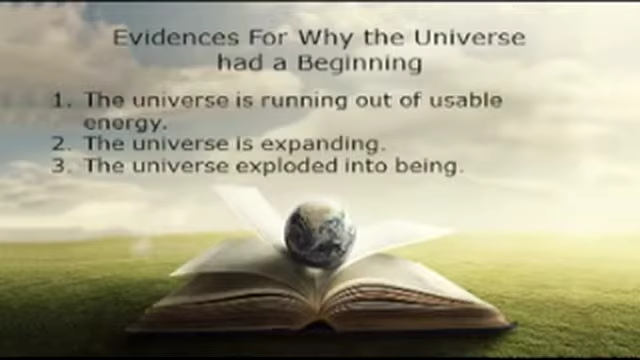 Evidences For Why the Universe
had a Beginning
1. The universe is running out of usable
energy.
2. The universe is expanding.
3. The universe exploded into being.